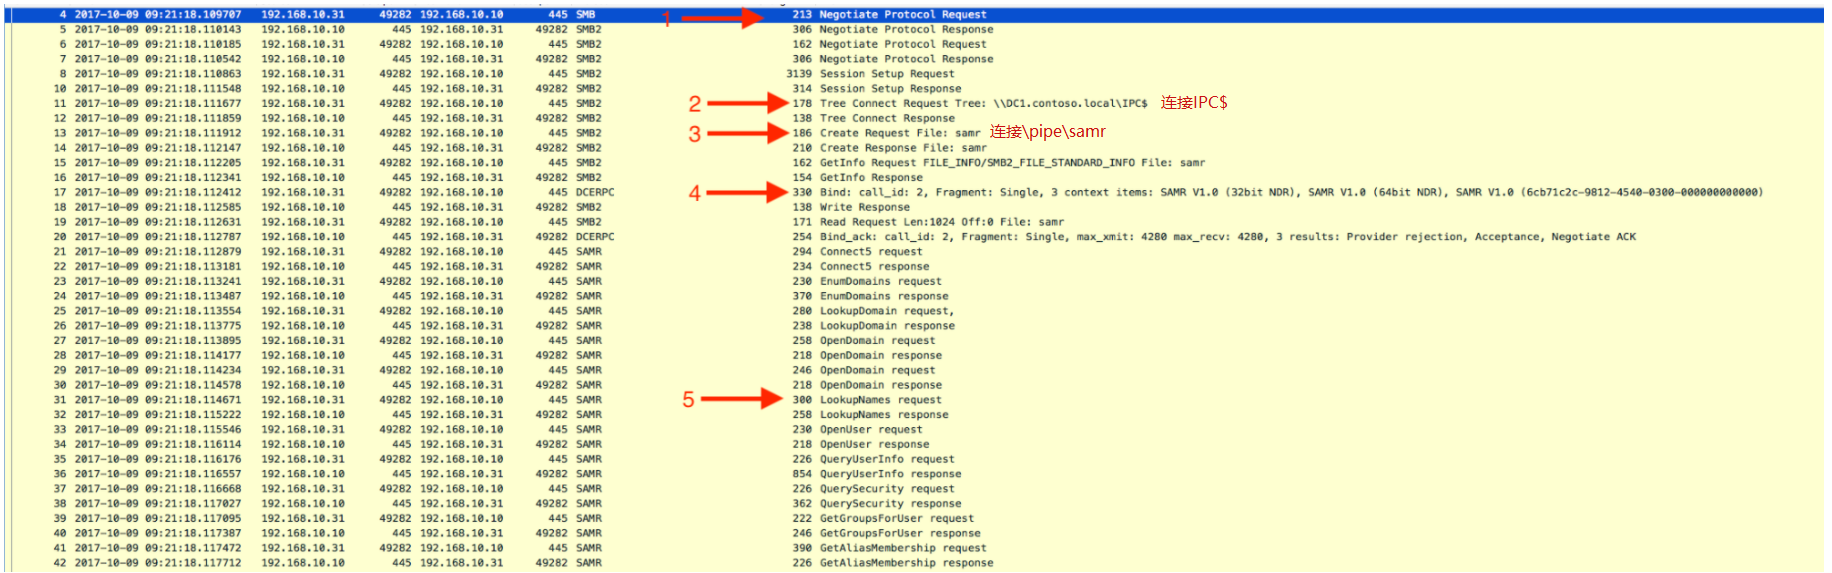 4 2017-10-09 09:21:18.109707 192.168.10.31 49282 192.168.10.10 445 SMB 1 213 Negotiate Protocol Request
5 2017-10-09 09:21:18.110143 192.168.10.10 445 192.168.10.31 49282 SMB2 306 Negotiate Protocol Response
6 2017-10-09 09:21:18.110185 192.168.10.31 49282 192.168.10.10 445 SMB2 162 Negotiate Protocol Request
7 2017-10-09 09:21:18.110542 192.168.10.10 445 192.168.10.31 49282 SMB2 306 Negotiate Protocol Response
8 2017-10-09 09:21:18.110863 192.168.10.31 49282 192.168.10.10 445 SMB2 3139 Session Setup Request
10 2017-10-09 09:21:18.111548 192.168.10.10 445 192.168.10.31 49282 SMB2 314 Session Setup Response
11 2017-10-09 09:21:18.111677 192.168.10.31 49282 192.168.10.10 445 SMB2 2 178 Tree Connect Request Tree: \\DC1.contoso.local\IPC$ 连接IPC$
12 2017-10-09 09:21:18.111859 192.168.10.10 445 192.168.10.31 49282 SMB2 138 Tree Connect Response
13 2017-10-09 09:21:18.111912 192.168.10.31 49282 192.168.10.10 445 SMB2 3 186 Create Request File: samr 连接\pipe\samr
14 2017-10-09 09:21:18.112147 192.168.10.10 445 192.168.10.31 49282 SMB2 210 Create Response File: samr
15 2017-10-09 09:21:18.112205 192.168.10.31 49282 192.168.10.10 445 SMB2 162 GetInfo Request FILE_INFO/SMB2_FILE_STANDARD_INFO File: samr
16 2017-10-09 09:21:18.112341 192.168.10.10 445 192.168.10.31 49282 SMB2 154 GetInfo Response
17 2017-10-09 09:21:18.112412 192.168.10.31 49282 192.168.10.10 445 DCERPC 4 330 Bind: call_id: 2, Fragment: Single, 3 context items: SAMR V1.0 (32bit NDR), SAMR V1.0 (64bit NDR), SAMR V1.0 (6cb71c2c-9812-4540-0300-000000000000)
18 2017-10-09 09:21:18.112585 192.168.10.10 445 192.168.10.31 49282 SMB2 138 Write Response
19 2017-10-09 09:21:18.112631 192.168.10.31 49282 192.168.10.10 445 SMB2 171 Read Request Len:1024 Off:0 File: samr
20 2017-10-09 09:21:18.112787 192.168.10.10 445 192.168.10.31 49282 DCERPC 254 Bind_ack: call_id: 2, Fragment: Single, max_xmit: 4280 max_recv: 4280, 3 results: Provider rejection, Acceptance, Negotiate ACK
21 2017-10-09 09:21:18.112879 192.168.10.31 49282 192.168.10.10 445 SAMR 294 Connect5 request
22 2017-10-09 09:21:18.113181 192.168.10.10 445 192.168.10.31 49282 SAMR 234 Connect5 response
23 2017-10-09 09:21:18.113241 192.168.10.31 49282 192.168.10.10 445 SAMR 230 EnumDomains request
24 2017-10-09 09:21:18.113487 192.168.10.10 445 192.168.10.31 49282 SAMR 370 EnumDomains response
25 2017-10-09 09:21:18.113554 192.168.10.31 49282 192.168.10.10 445 SAMR 280 LookupDomain request,
26 2017-10-09 09:21:18.113775 192.168.10.10 445 192.168.10.31 49282 SAMR 238 LookupDomain response
27 2017-10-09 09:21:18.113895 192.168.10.31 49282 192.168.10.10 445 SAMR 258 OpenDomain request
28 2017-10-09 09:21:18.114177 192.168.10.10 445 192.168.10.31 49282 SAMR 218 OpenDomain response
29 2017-10-09 09:21:18.114234 192.168.10.31 49282 192.168.10.10 445 SAMR 246 OpenDomain request
30 2017-10-09 09:21:18.114578 192.168.10.10 445 192.168.10.31 49282 SAMR 218 OpenDomain response
31 2017-10-09 09:21:18.114671 192.168.10.31 49282 192.168.10.10 445 SAMR 5 300 LookupNames request
32 2017-10-09 09:21:18.115222 192.168.10.10 445 192.168.10.31 49282 SAMR 258 LookupNames response
33 2017-10-09 09:21:18.115546 192.168.10.31 49282 192.168.10.10 445 SAMR 230 OpenUser request
34 2017-10-09 09:21:18.116114 192.168.10.10 445 192.168.10.31 49282 SAMR 218 OpenUser response
35 2017-10-09 09:21:18.116176 192.168.10.31 49282 192.168.10.10 445 SAMR 226 QueryUserInfo request
36 2017-10-09 09:21:18.116557 192.168.10.10 445 192.168.10.31 49282 SAMR 854 QueryUserInfo response
37 2017-10-09 09:21:18.116668 192.168.10.31 49282 192.168.10.10 445 SAMR 226 QuerySecurity request
38 2017-10-09 09:21:18.117027 192.168.10.10 445 192.168.10.31 49282 SAMR 362 QuerySecurity response
39 2017-10-09 09:21:18.117095 192.168.10.31 49282 192.168.10.10 445 SAMR 222 GetGroupsForUser request
40 2017-10-09 09:21:18.117387 192.168.10.10 445 192.168.10.31 49282 SAMR 246 GetGroupsForUser response
41 2017-10-09 09:21:18.117472 192.168.10.31 49282 192.168.10.10 445 SAMR 390 GetAliasMembership request
42 2017-10-09 09:21:18.117712 192.168.10.10 445 192.168.10.31 49282 SAMR 226 GetAliasMembership response